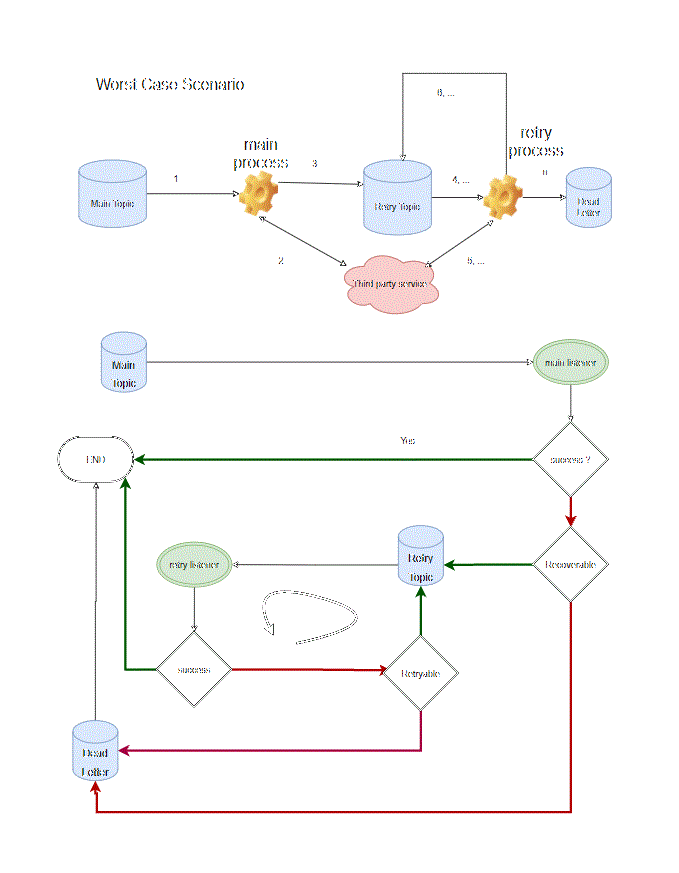 Worst Case Scenario
6, ...
main
process
retry
process
1
3
4, ...
n
Main Topic
Retry Topic
Dead
Letter
2
5, ...
Third party service
Main
Topic
main listener
Yes
END
success ?
Retry
Topic
retry listener
Recoverable
success
Retryable
Dead
Letter